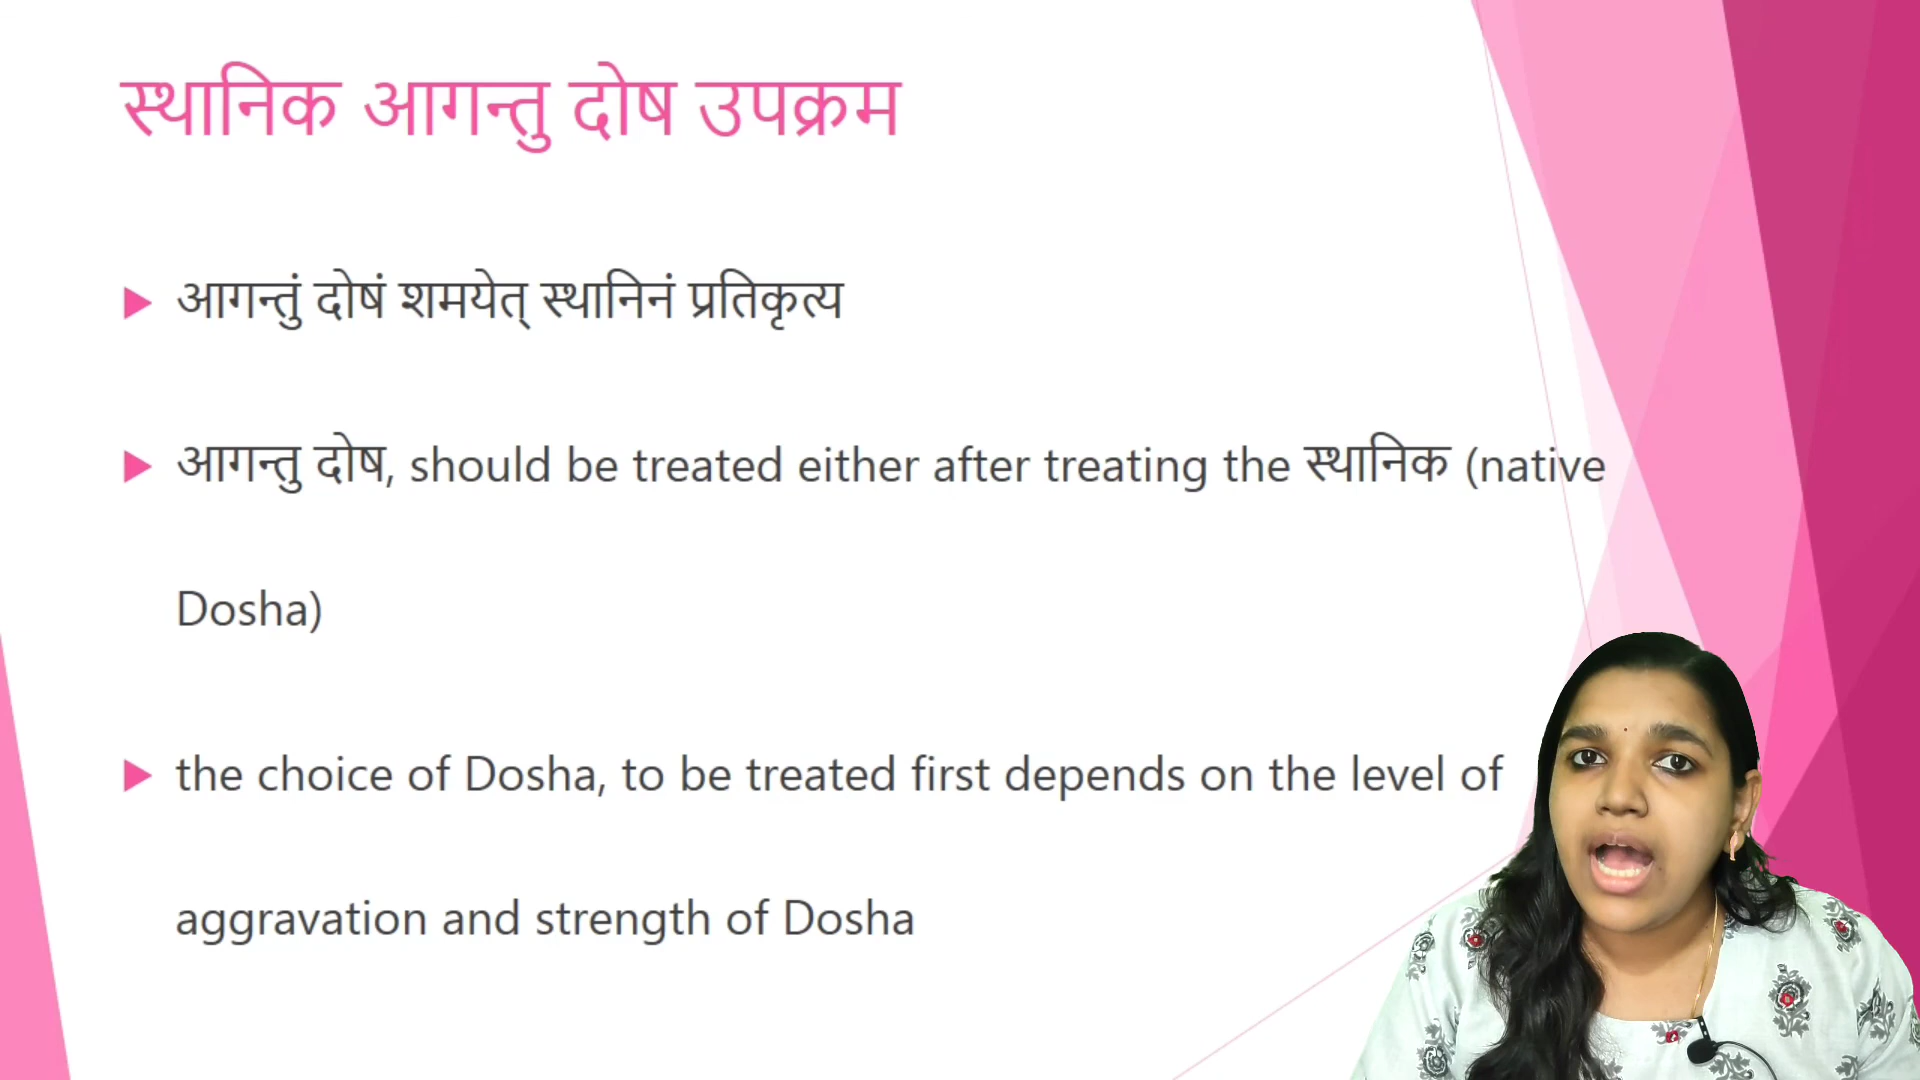 स्थानिक आगन्तु दोष उपक्रम
आगन्तुं दोषं शमयेत् स्थानिनं प्रतिकृत्य
आगन्तु दोष, should be treated either after treating the स्थानिक (native
Dosha)
the choice of Dosha, to be treated first depends on the level of
aggravation and strength of Dosha